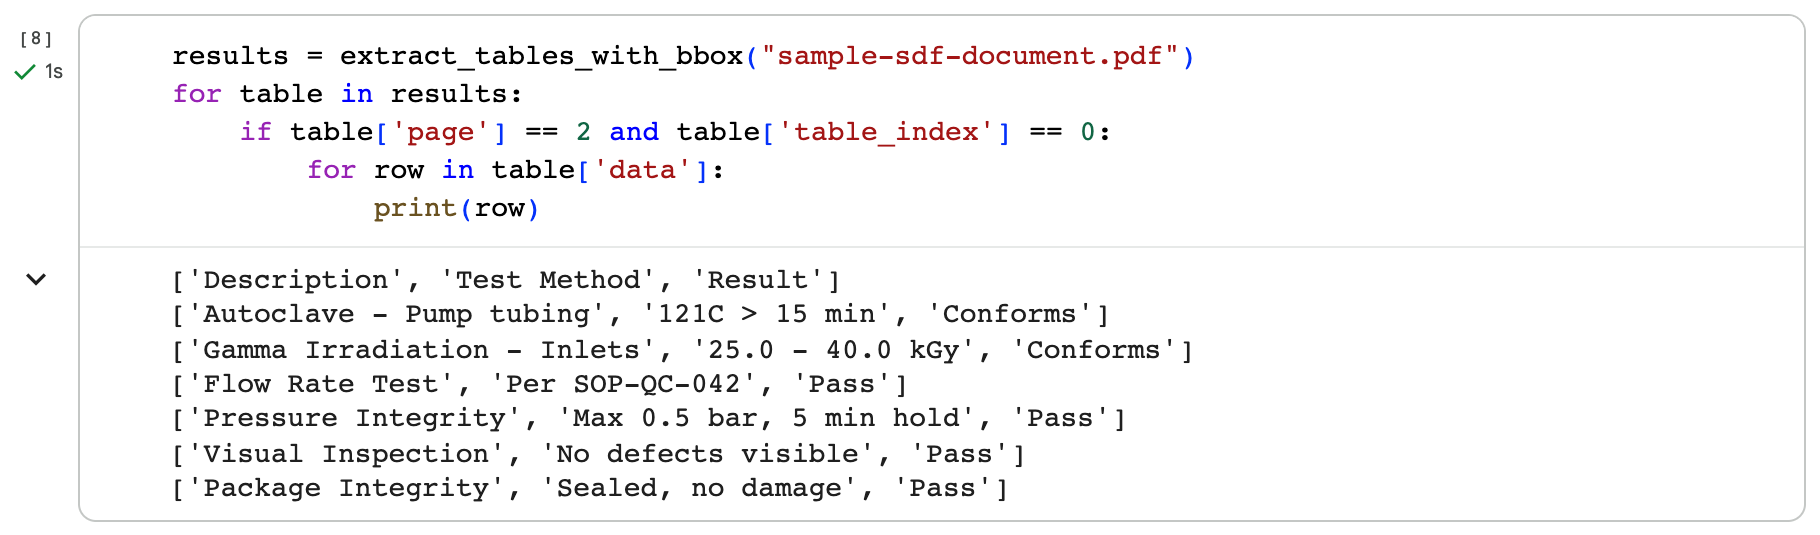 [8]
1s
results = extract_tables_with_bbox("sample-sdf-document.pdf")
for table in results:
    if table['page'] == 2 and table['table_index'] == 0:
        for row in table['data']:
            print(row)
['Description', 'Test Method', 'Result']
['Autoclave - Pump tubing', '121C > 15 min', 'Conforms']
['Gamma Irradiation - Inlets', '25.0 - 40.0 kGy', 'Conforms']
['Flow Rate Test', 'Per SOP-QC-042', 'Pass']
['Pressure Integrity', 'Max 0.5 bar, 5 min hold', 'Pass']
['Visual Inspection', 'No defects visible', 'Pass']
['Package Integrity', 'Sealed, no damage', 'Pass']